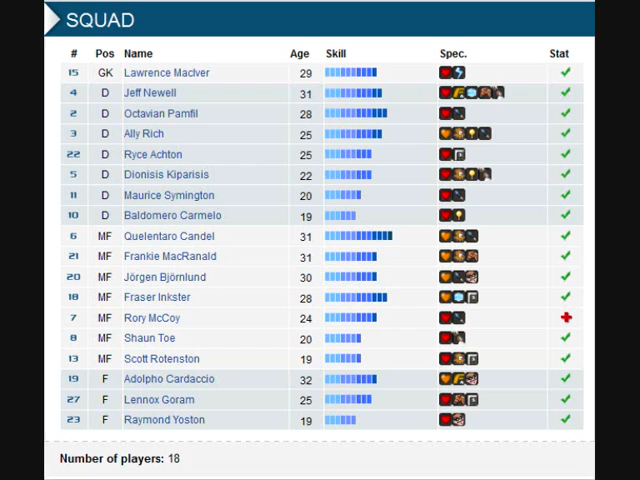 SQUAD
# Pos Name Age Skill Spec. Stat
15 GK Lawrence MacIver 29
4 D Jeff Newell 31
2 D Octavian Pamfil 28
3 D Ally Rich 25
22 D Ryce Achton 25
5 D Dionisis Kiparisis 22
11 D Maurice Symington 20
10 D Baldomero Carmelo 19
6 MF Quelentaro Candel 31
21 MF Frankie MacRanald 31
20 MF Jörgen Björnlund 30
18 MF Fraser Inkster 28
7 MF Rory McCoy 24
8 MF Shaun Toe 20
13 MF Scott Rotenston 19
19 F Adolpho Cardaccio 32
27 F Lennox Goram 25
23 F Raymond Yoston 19
Number of players: 18